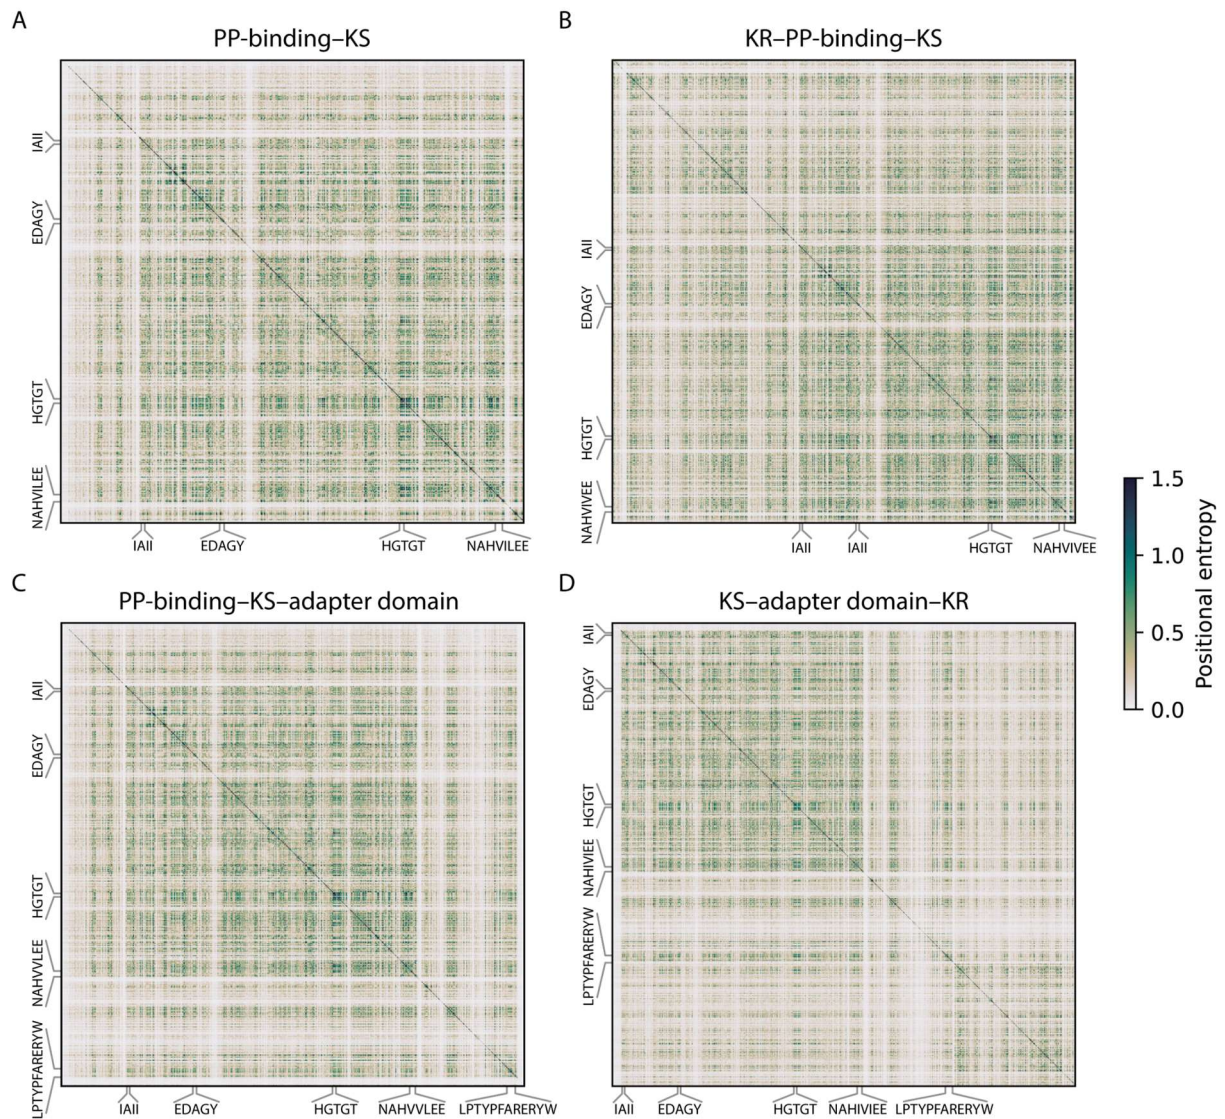 A
PP-binding–KS
IAII
EDAGY
HGTGT
NAHVILEE
IAII
EDAGY
HGTGT
NAHVILEE
B
KR–PP-binding–KS
IAII
EDAGY
HGTGT
NAHVIVEE
IAII
IAII
HGTGT
NAHVIVEE
C
PP-binding–KS–adapter domain
IAII
EDAGY
HGTGT
NAHVVLEE
LPTYPFARERYW
IAII
EDAGY
HGTGT
NAHVVLEE
LPTYPFARERYW
D
KS–adapter domain–KR
IAII
EDAGY
HGTGT
NAHIVIEE
LPTYPFARERYW
IAII
EDAGY
HGTGT
NAHIVIEE
LPTYPFARERYW
1.5
1.0
0.5
0.0
Positional entropy